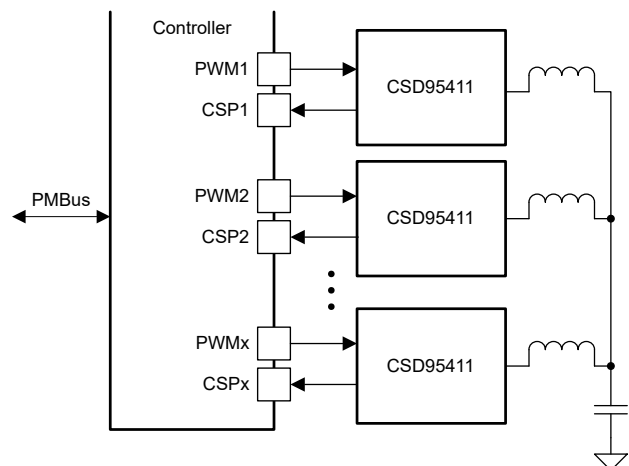 Controller
PWM1
CSD95411
CSP1
PMBus
PWM2
CSD95411
CSP2
PWMx
CSD95411
CSPx